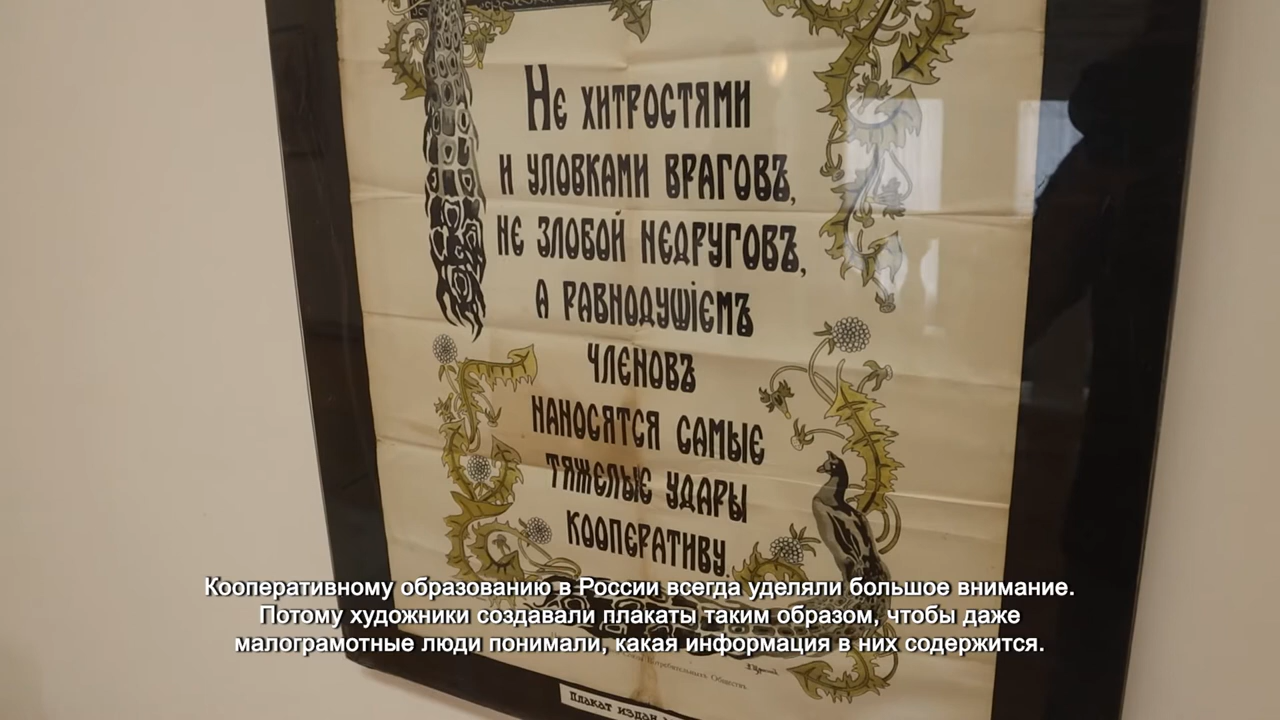 Не хитростями
и уловками враговъ,
не злобой недруговъ,
а равнодушіемъ
членовъ
наносятся самые
тяжелые удары
кооперативу.
Кооперативному образованию в России всегда уделяли большое внимание.
Потому художники создавали плакаты таким образом, чтобы даже
малограмотные люди понимали, какая информация в них содержится.
Потребительныхъ Обществъ.
Плакат издан